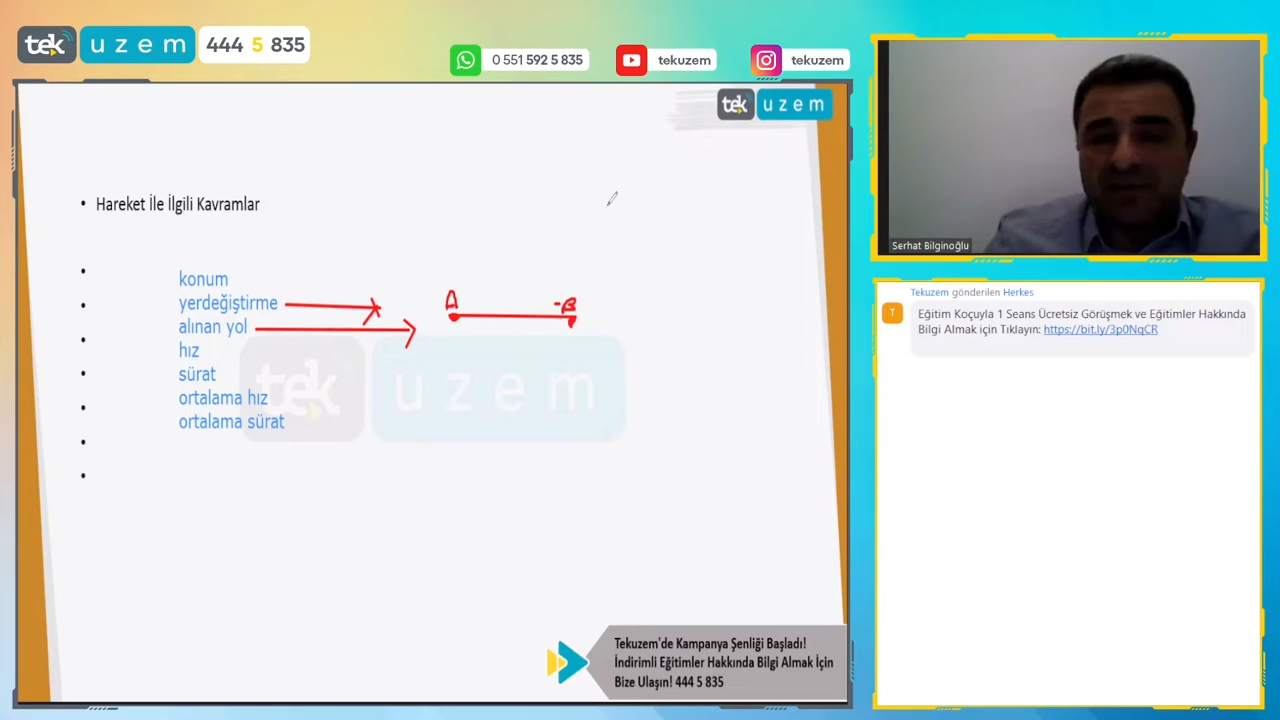 tek uzem 444 5 835
0 551 592 5 835
tekuzem
tekuzem
tek uzem
• Hareket İle İlgili Kavramlar
• konum
• yerdeğiştirme
alınan yol
• hız
• sürat
• ortalama hız
ortalama sürat
•
•
A
-B
tek uzem
Tekuzem'de Kampanya Şenliği Başladı!
İndirimli Eğitimler Hakkında Bilgi Almak İçin
Bize Ulaşın! 444 5 835
Serhat Bilginoğlu
Tekuzem gönderilen Herkes
T
Eğitim Koçuyla 1 Seans Ücretsiz Görüşmek ve Eğitimler Hakkında
Bilgi Almak için Tıklayın: https://bit.ly/3p0NqCR